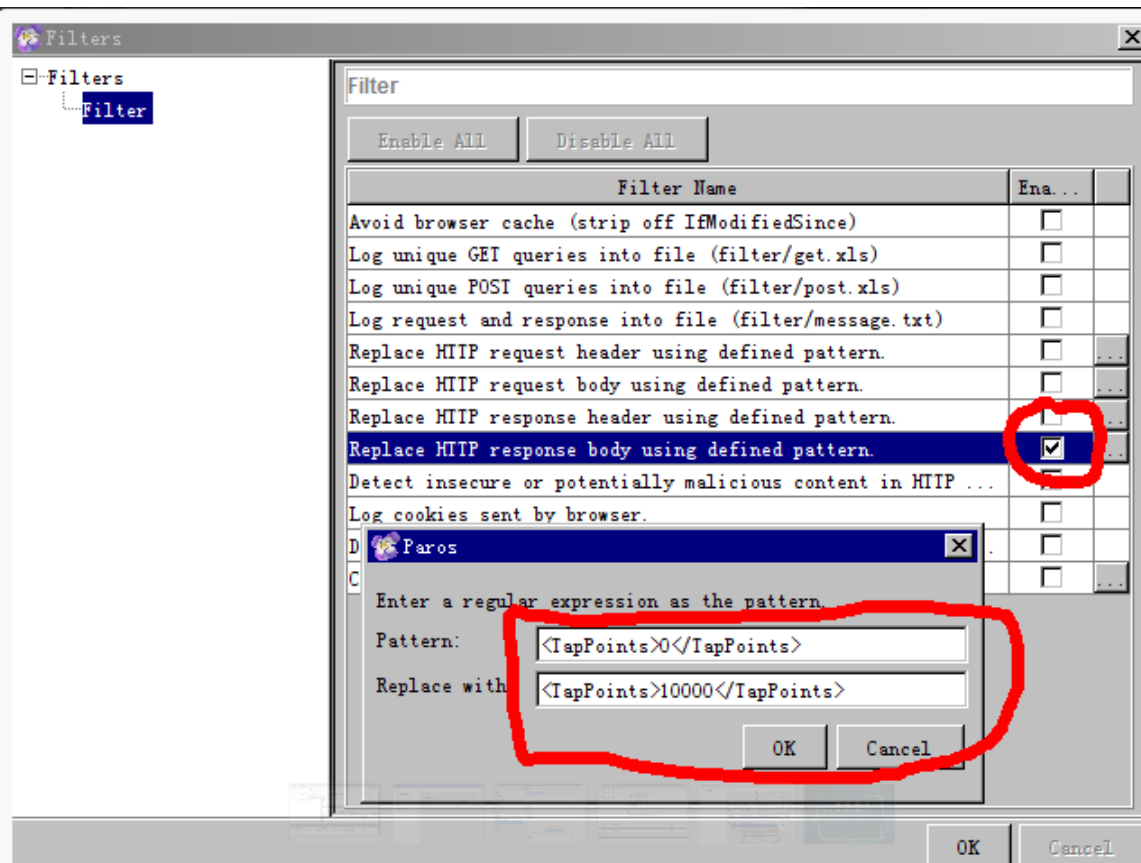 Filters
Filters
Filter
Filter
Enable All
Disable All
Filter Name
Ena...
Avoid browser cache (strip off IfModifiedSince)
Log unique GET queries into file (filter/get.xls)
Log unique POST queries into file (filter/post.xls)
Log request and response into file (filter/message.txt)
Replace HTTP request header using defined pattern.
...
Replace HTTP request body using defined pattern.
...
Replace HTTP response header using defined pattern.
Replace HTTP response body using defined pattern.
Detect insecure or potentially malicious content in HTTP ...
Log cookies sent by browser.
D
C
...
Paros
Enter a regular expression as the pattern.
Pattern:
<TapPoints>0</TapPoints>
Replace with
<TapPoints>10000</TapPoints>
OK
Cancel
OK
Cancel